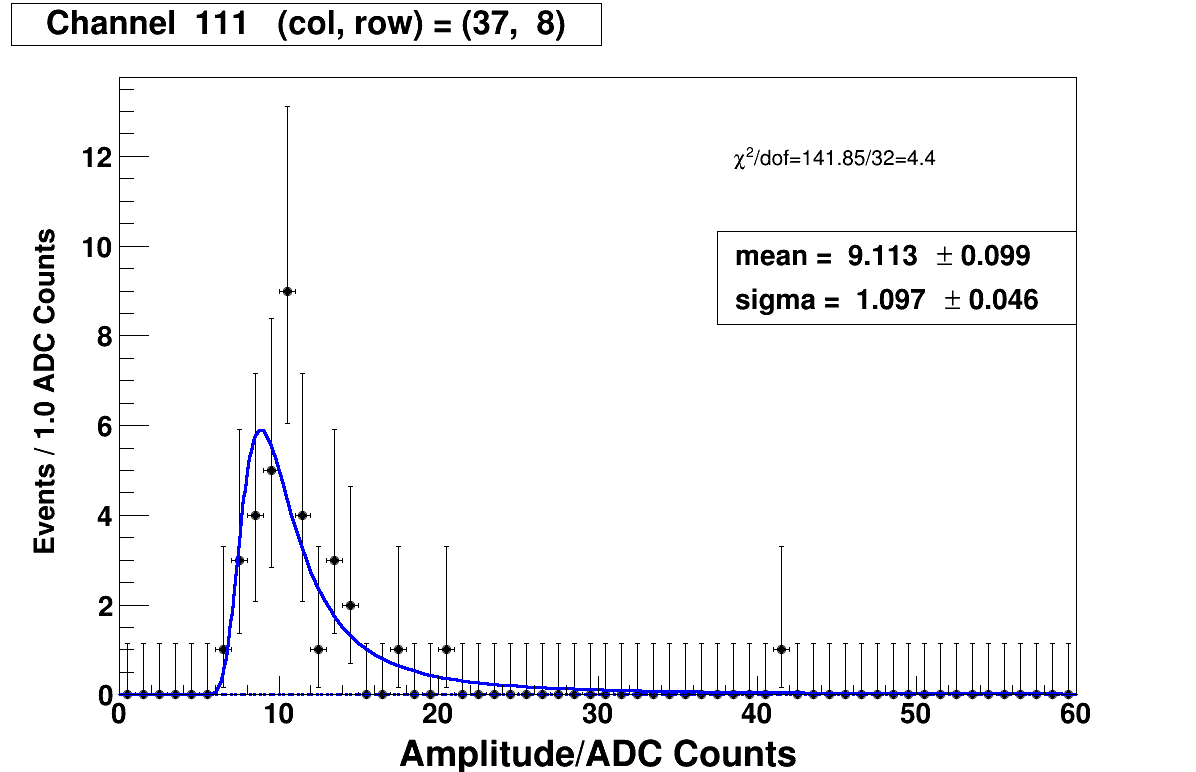 Channel 111 (col, row) = (37, 8)
χ²/dof=141.85/32=4.4
mean = 9.113 ± 0.099
sigma = 1.097 ± 0.046
Events / 1.0 ADC Counts
12
10
8
6
4
2
0
0 10 20 30 40 50 60
Amplitude/ADC Counts